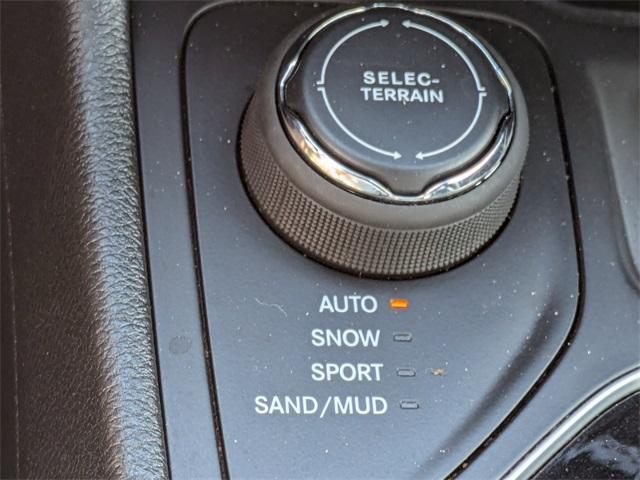 SELEC-
TERRAIN
AUTO
SNOW
SPORT
SAND/MUD